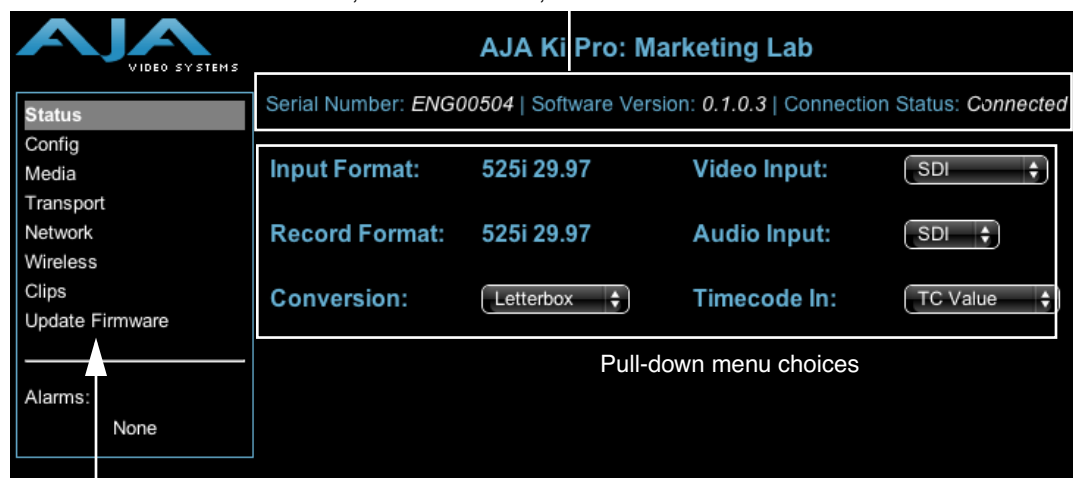 AJA
VIDEO SYSTEMS
AJA Ki Pro: Marketing Lab
Serial Number: ENG00504 | Software Version: 0.1.0.3 | Connection Status: Connected
Status
Config
Media
Transport
Network
Wireless
Clips
Update Firmware
Alarms:
None
Input Format: 525i 29.97 Video Input: SDI
Record Format: 525i 29.97 Audio Input: SDI
Conversion: Letterbox Timecode In: TC Value
Pull-down menu choices